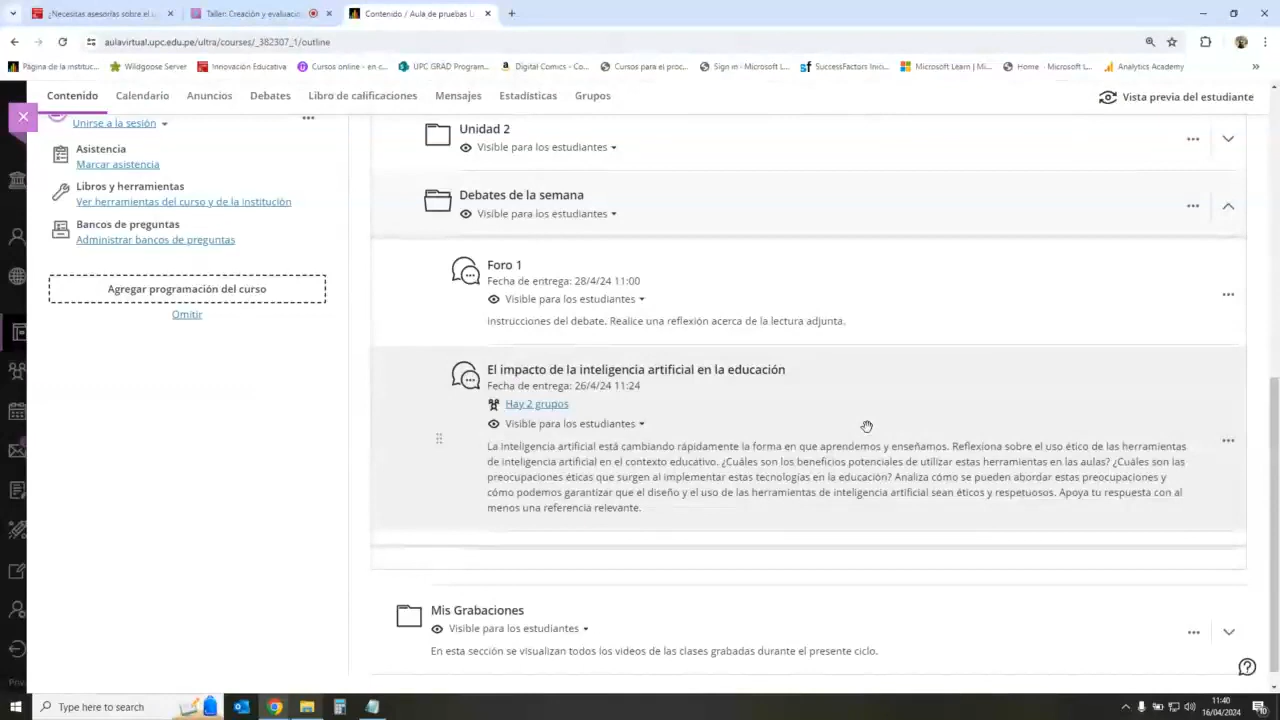 ¿Necesitas asesorías sobre el u
Taller: Creación y evaluació
Contenido / Aula de pruebas L
aulavirtual.upc.edu.pe/ultra/courses/_382307_1/outline
Página de la instituc...
Wildgoose Server
Innovación Educativa
Cursos online - en c...
UPC GRAD Program...
Digital Comics - Co...
Cursos para el proc...
Sign in - Microsoft L...
SuccessFactors Inic...
Microsoft Learn | Mi...
Home - Microsoft L...
Analytics Academy
»
Contenido
Calendario
Anuncios
Debates
Libro de calificaciones
Mensajes
Estadísticas
Grupos
Vista previa del estudiante
Unirse a la sesión
Asistencia
Marcar asistencia
Libros y herramientas
Ver herramientas del curso y de la institución
Bancos de preguntas
Administrar bancos de preguntas
Agregar programación del curso
Omitir
Unidad 2
Visible para los estudiantes
Debates de la semana
Visible para los estudiantes
Foro 1
Fecha de entrega: 28/4/24 11:00
Visible para los estudiantes
instrucciones del debate. Realice una reflexión acerca de la lectura adjunta.
El impacto de la inteligencia artificial en la educación
Fecha de entrega: 26/4/24 11:24
Hay 2 grupos
Visible para los estudiantes
La inteligencia artificial está cambiando rápidamente la forma en que aprendemos y enseñamos. Reflexiona sobre el uso ético de las herramientas
de inteligencia artificial en el contexto educativo. ¿Cuáles son los beneficios potenciales de utilizar estas herramientas en las aulas? ¿Cuáles son las
preocupaciones éticas que surgen al implementar estas tecnologías en la educación? Analiza cómo se pueden abordar estas preocupaciones y
cómo podemos garantizar que el diseño y el uso de las herramientas de inteligencia artificial sean éticos y respetuosos. Apoya tu respuesta con al
menos una referencia relevante.
Mis Grabaciones
Visible para los estudiantes
En esta sección se visualizan todos los videos de las clases grabadas durante el presente ciclo.
Type here to search
11:40
16/04/2024